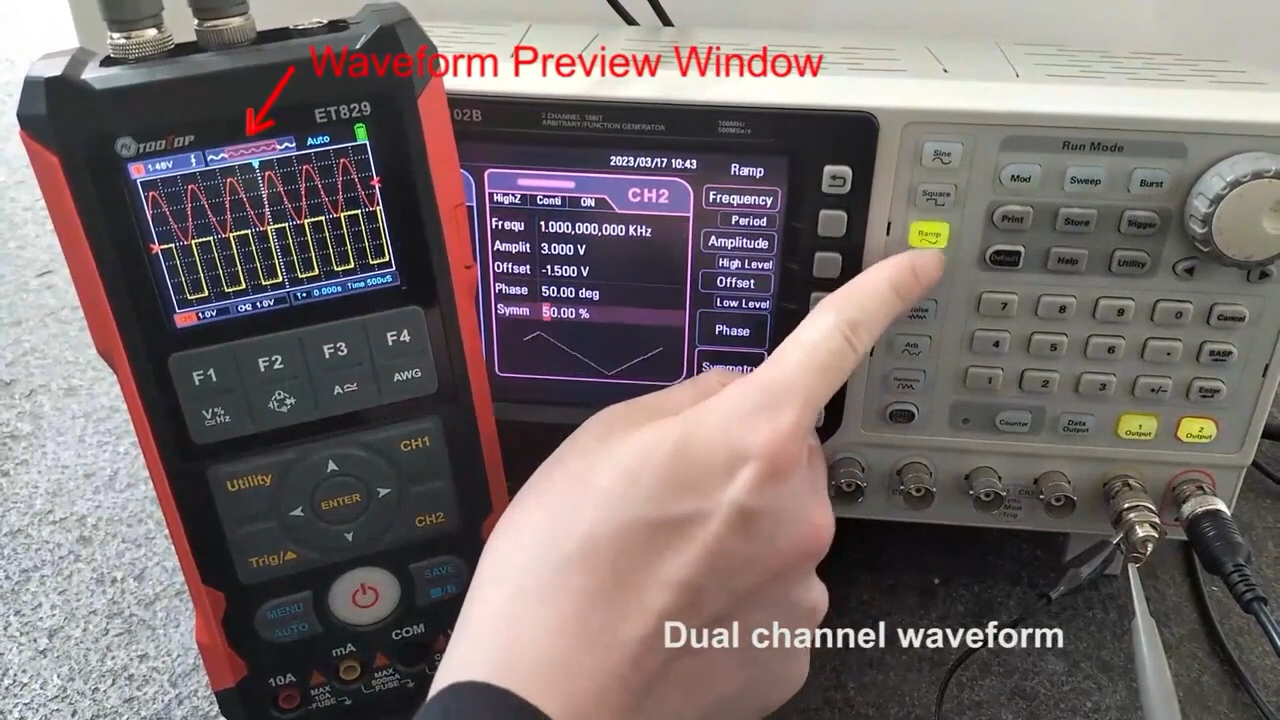 Waveform Preview Window
ET829
TOOLTOP
1.48V
Auto
CH2 1.0V
T+ 0.000s
Time 500uS
1.0V
F1
F2
F3
F4
V%
≃Hz
A≃
AWG
Utility
CH1
ENTER
CH2
Trig/
MENU
AUTO
SAVE
10A
mA
COM
MAX
10A
FUSE
MAX
600mA
FUSE
02B
2 CHANNEL 16BIT
ARBITRARY/FUNCTION GENERATOR
100MHz
500MSa/s
2023/03/17 10:43
Ramp
HighZ Conti ON
CH2
Frequ 1.000,000,000 KHz
Amplit 3.000 V
Offset -1.500 V
Phase 50.00 deg
Symm 50.00 %
Frequency
Period
Amplitude
High Level
Offset
Low Level
Phase
Symmetry
Sine
Square
Ramp
Arb
Harmonic
Run Mode
Mod Sweep Burst
Print Store Trigger
Default Help Utility
7 8 9 0 Cancel
4 5 6 . BASP
1 2 3 +/- Enter
Counter
Data
Output
1
Output
2
Output
Dual channel waveform